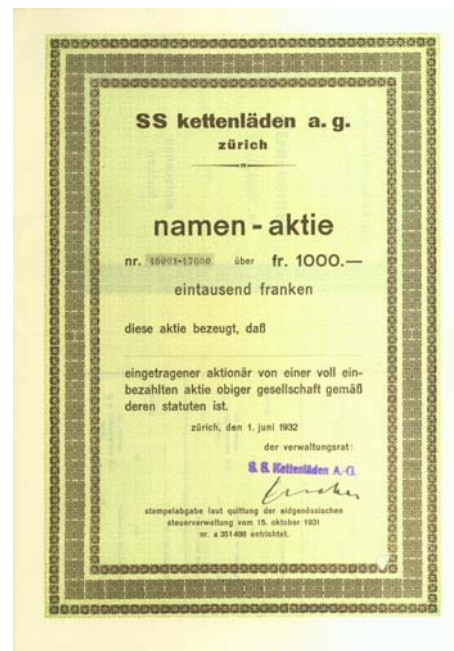 SS kettenläden a. g.
zürich
namen - aktie
nr. 16001-17000 über fr. 1000.—
eintausend franken
diese aktie bezeugt, daß
eingetragener aktionär von einer voll ein-
bezahlten aktie obiger gesellschaft gemäß
deren statuten ist.
zürich, den 1. juni 1932
der verwaltungsrat:
S. S. Kettenläden A.-G.
stempelabgabe laut quittung der eidgenössischen
steuerverwaltung vom 15. oktober 1931
nr. a 351498 entrichtet.